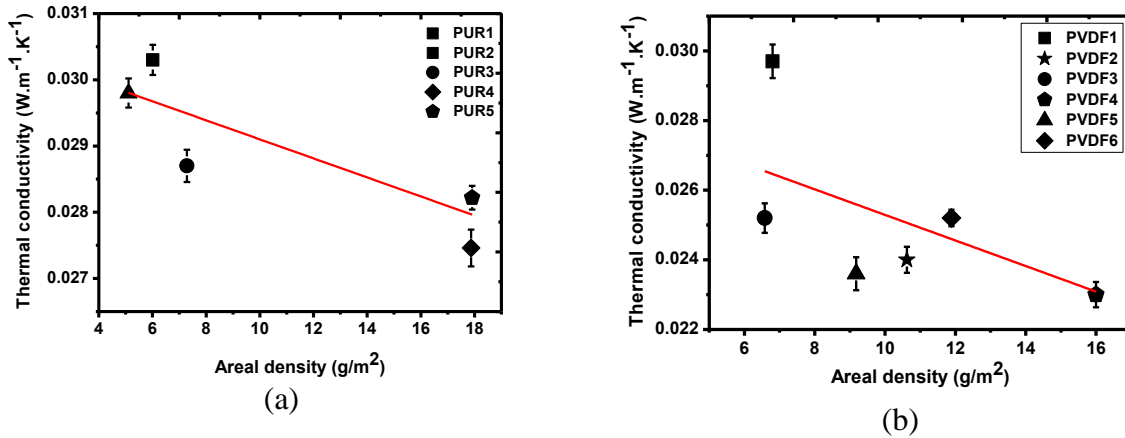 Thermal conductivity (W.m⁻¹.K⁻¹)
0.031
0.030
0.029
0.028
0.027
4 6 8 10 12 14 16 18
Areal density (g/m²)
PUR1
PUR2
PUR3
PUR4
PUR5
(a)
Thermal conductivity (W.m⁻¹.K⁻¹)
0.030
0.028
0.026
0.024
0.022
6 8 10 12 14 16
Areal density (g/m²)
PVDF1
PVDF2
PVDF3
PVDF4
PVDF5
PVDF6
(b)